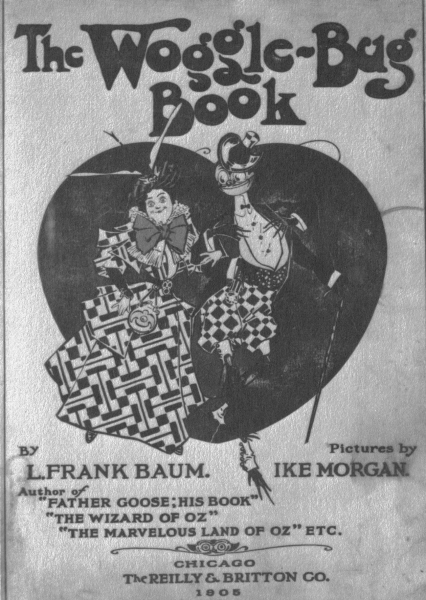 The Woggle-Bug
Book
BY
L. FRANK BAUM.
Pictures by
IKE MORGAN.
Author of
"FATHER GOOSE; HIS BOOK"
"THE WIZARD OF OZ"
"THE MARVELOUS LAND OF OZ" ETC.
CHICAGO
The REILLY & BRITTON CO.
1905